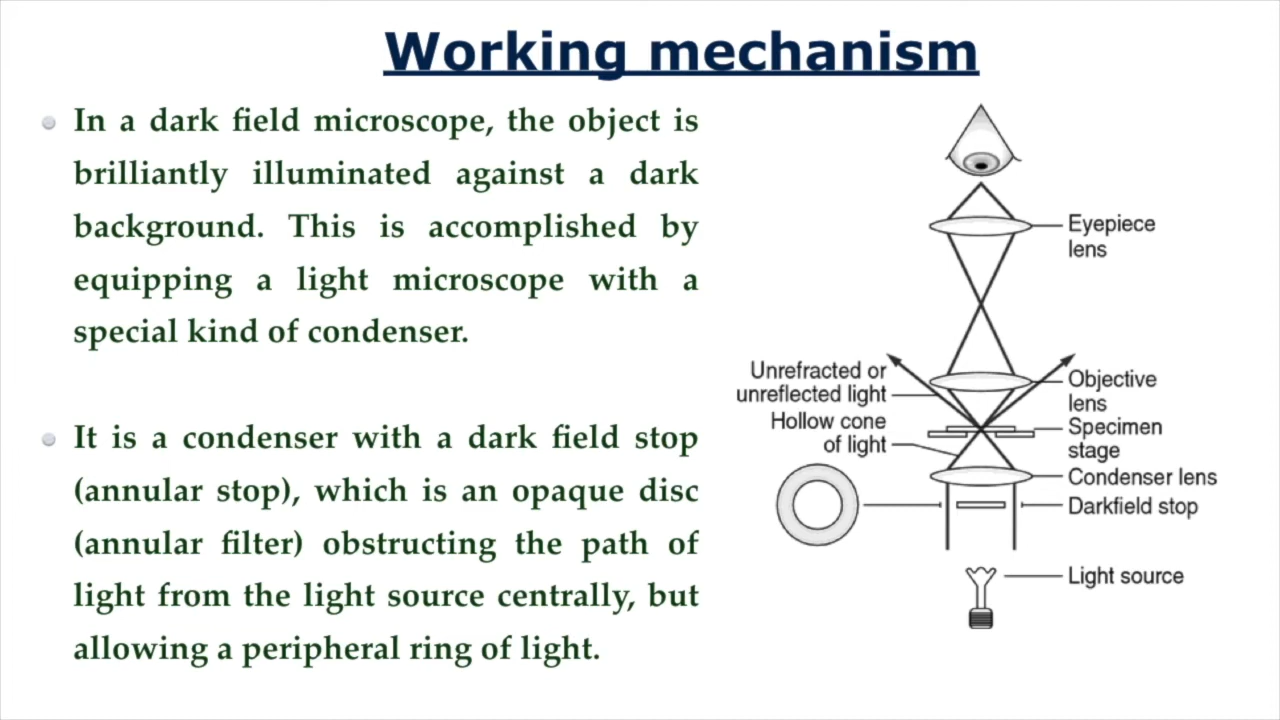 Working mechanism
In a dark field microscope, the object is
brilliantly illuminated against a dark
background. This is accomplished by
equipping a light microscope with a
special kind of condenser.
It is a condenser with a dark field stop
(annular stop), which is an opaque disc
(annular filter) obstructing the path of
light from the light source centrally, but
allowing a peripheral ring of light.
Eyepiece
lens
Unrefracted or
unreflected light
Hollow cone
of light
Objective
lens
Specimen
stage
Condenser lens
Darkfield stop
Light source